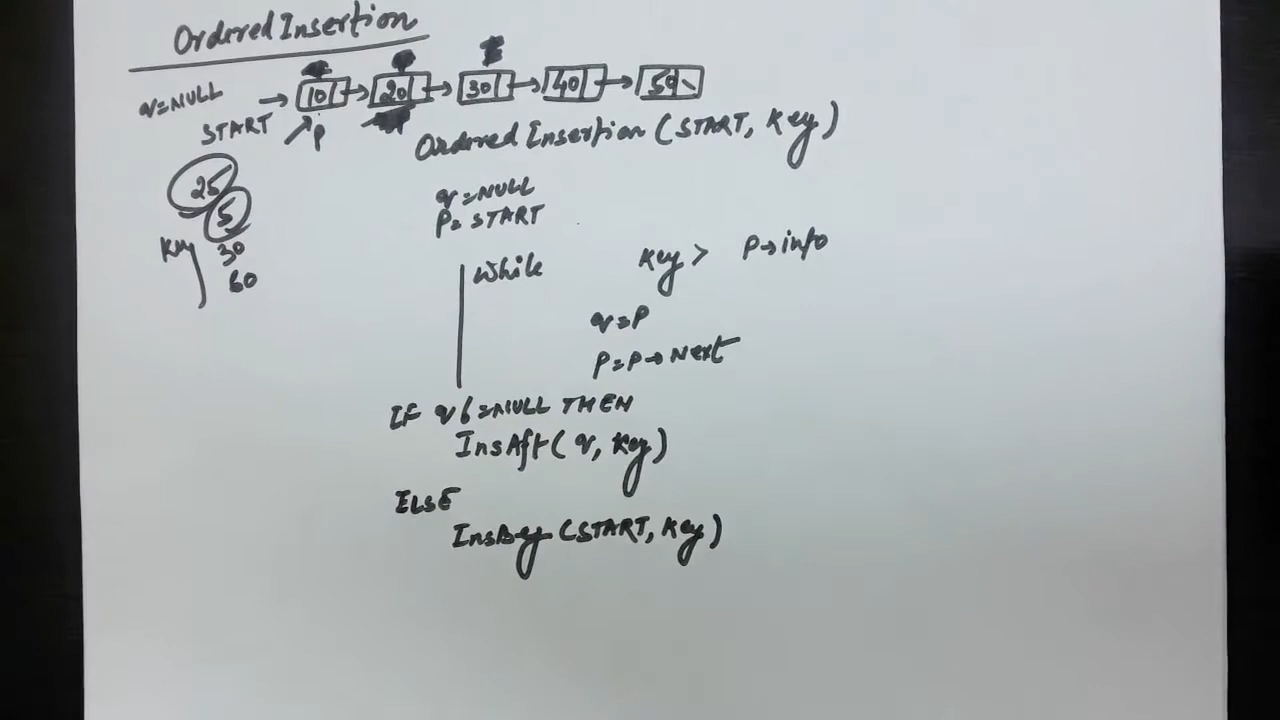 Ordered Insertion
q=NULL
START → 10 → 20 → 30 → 40 → 50
P
Ordered Insertion (START, Key)
25
5
Key 30
60
q=NULL
P=START
While Key > P→info
q=P
P=P→Next
IF q!=NULL THEN
InsAft(q, Key)
ELSE
InsBeg (START, Key)